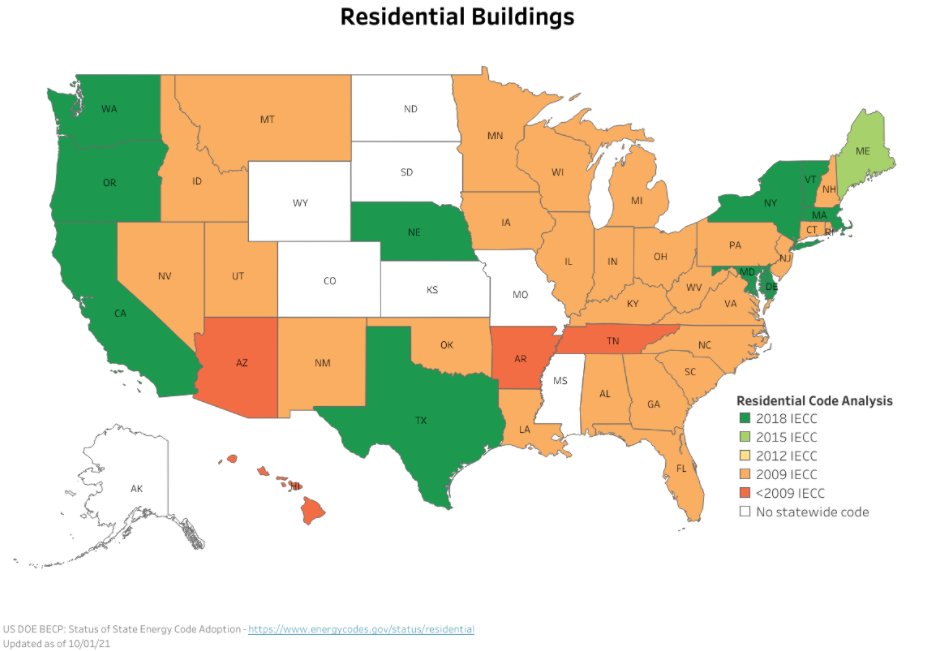 Residential Buildings
WA
MT
ND
MN
ME
OR
ID
SD
WI
VT
NH
WY
MI
NY
MA
IA
CT
RI
NE
PA
NV
UT
CO
IL
IN
OH
NJ
KS
MO
WV
MD
DE
CA
KY
VA
AZ
NM
OK
AR
TN
NC
MS
SC
AL
GA
TX
LA
FL
AK
HI
Residential Code Analysis
2018 IECC
2015 IECC
2012 IECC
2009 IECC
<2009 IECC
No statewide code
US DOE BECP: Status of State Energy Code Adoption - https://www.energycodes.gov/status/residential
Updated as of 10/01/21